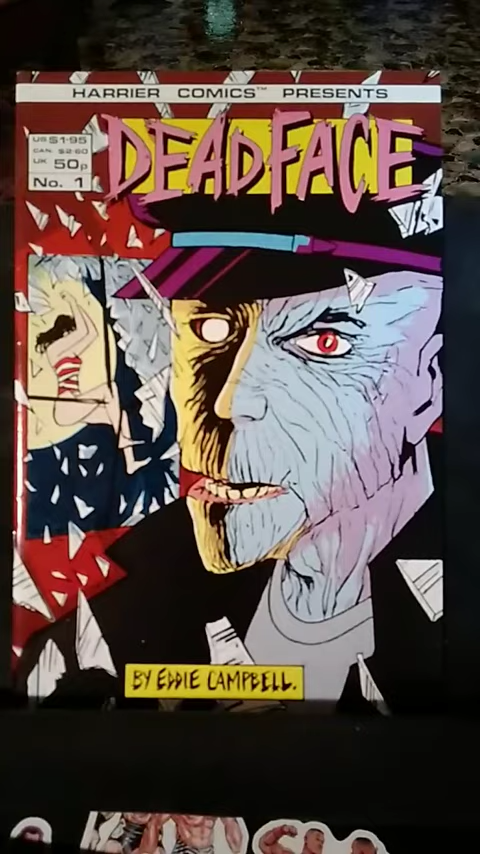 HARRIER COMICS™ PRESENTS
US $1·95
CAN. $2·60
UK 50p
No. 1
DEADFACE
BY EDDIE CAMPBELL.